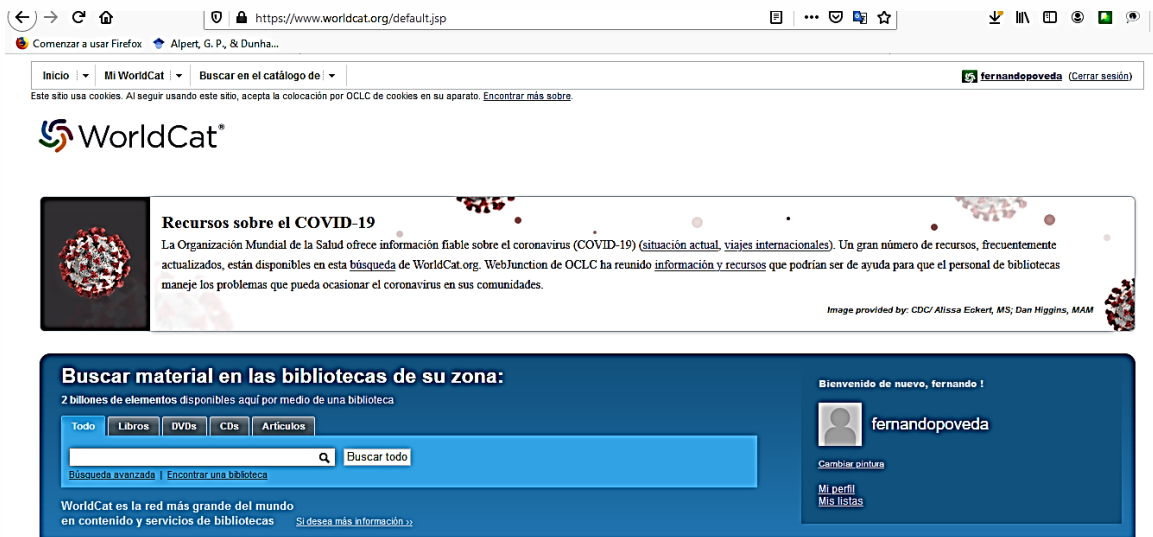 https://www.worldcat.org/default.jsp
Comenzar a usar Firefox Alpert, G. P., & Dunha...
Inicio Mi WorldCat Buscar en el catálogo de fernandopoveda (Cerrar sesión)
Este sitio usa cookies. Al seguir usando este sitio, acepta la colocación por OCLC de cookies en su aparato. Encontrar más sobre.
WorldCat®
Recursos sobre el COVID-19
La Organización Mundial de la Salud ofrece información fiable sobre el coronavirus (COVID-19) (situación actual, viajes internacionales). Un gran número de recursos, frecuentemente
actualizados, están disponibles en esta búsqueda de WorldCat.org. WebJunction de OCLC ha reunido información y recursos que podrían ser de ayuda para que el personal de bibliotecas
maneje los problemas que pueda ocasionar el coronavirus en sus comunidades.
Image provided by: CDC/ Alissa Eckert, MS; Dan Higgins, MAM
Buscar material en las bibliotecas de su zona:
2 billones de elementos disponibles aquí por medio de una biblioteca
Todo Libros DVDs CDs Artículos
Buscar todo
Búsqueda avanzada | Encontrar una biblioteca
WorldCat es la red más grande del mundo
en contenido y servicios de bibliotecas Si desea más información ››
Bienvenido de nuevo, fernando !
fernandopoveda
Cambiar pintura
Mi perfil
Mis listas